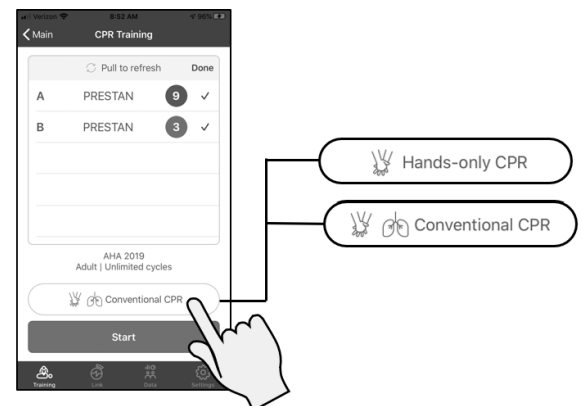 Verizon 8:52 AM 96%
Main CPR Training
Pull to refresh Done
A PRESTAN 9
B PRESTAN 3
AHA 2019
Adult | Unlimited cycles
Conventional CPR
Start
Training Link Data Settings
Hands-only CPR
Conventional CPR